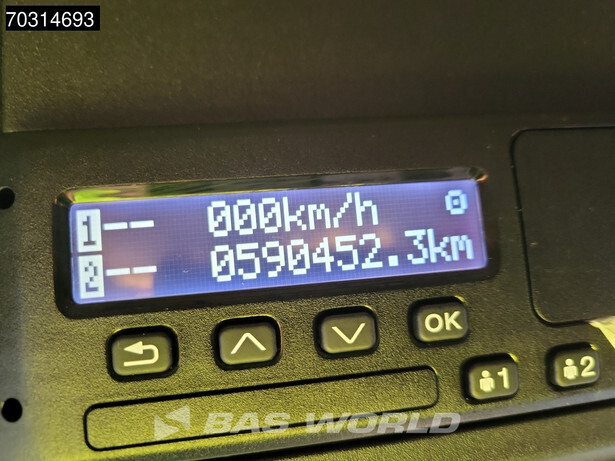 70314693
1-- 000km/h
2-- 0590452.3km
OK
1 2
BAS WORLD